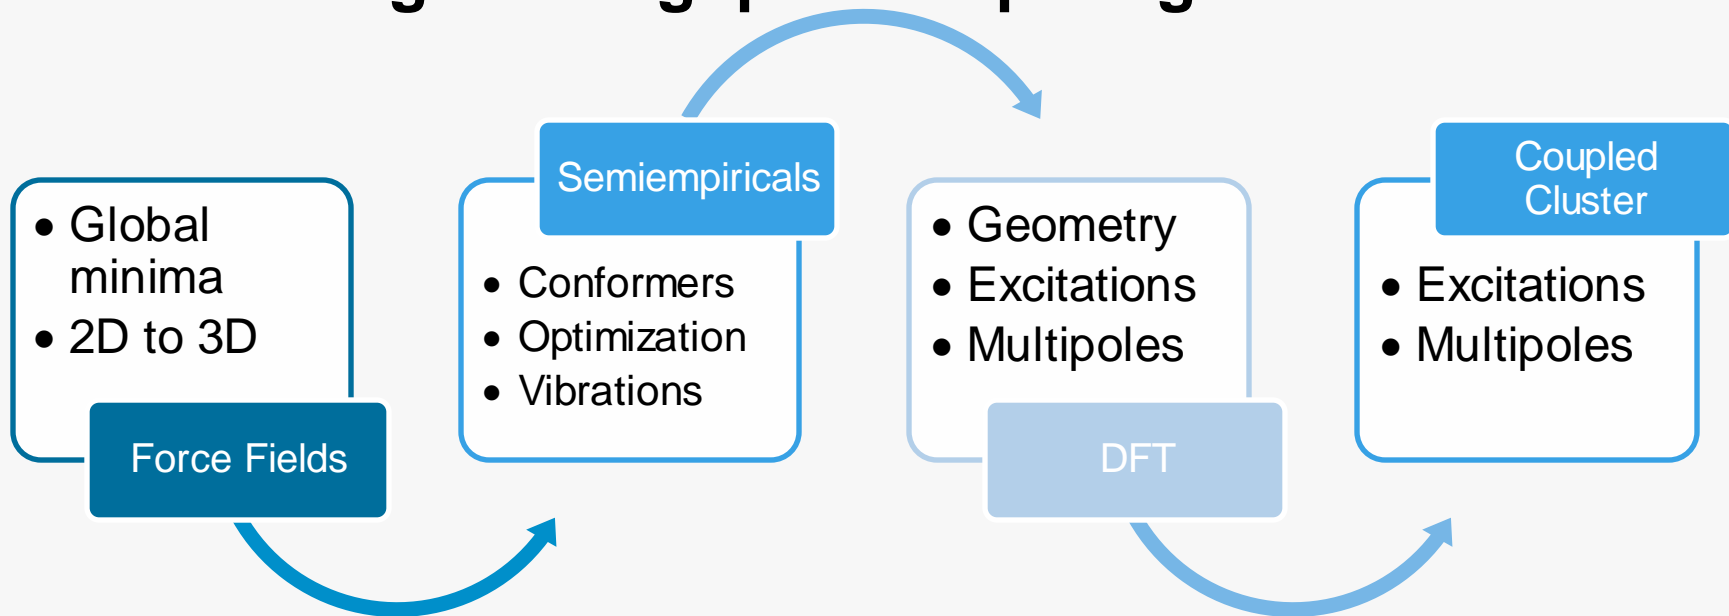 • Global
minima
• 2D to 3D
Force Fields
Semiempiricals
• Conformers
• Optimization
• Vibrations
• Geometry
• Excitations
• Multipoles
DFT
Coupled
Cluster
• Excitations
• Multipoles